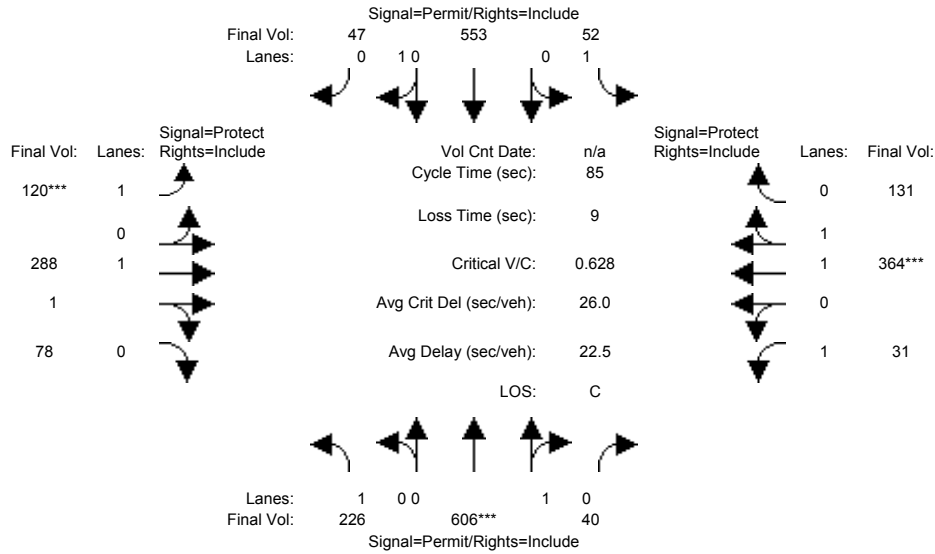 Signal=Permit/Rights=Include
Final Vol: 47 553 52
Lanes: 0 1 0 0 1
Signal=Protect Signal=Protect
Final Vol: Lanes: Rights=Include Vol Cnt Date: n/a Rights=Include Lanes: Final Vol:
Cycle Time (sec): 85
120*** 1 0 131
Loss Time (sec): 9
0 1
288 1 Critical V/C: 0.628 1 364***
1 Avg Crit Del (sec/veh): 26.0 0
78 0 Avg Delay (sec/veh): 22.5 1 31
LOS: C
Lanes: 1 0 0 1 0
Final Vol: 226 606*** 40
Signal=Permit/Rights=Include